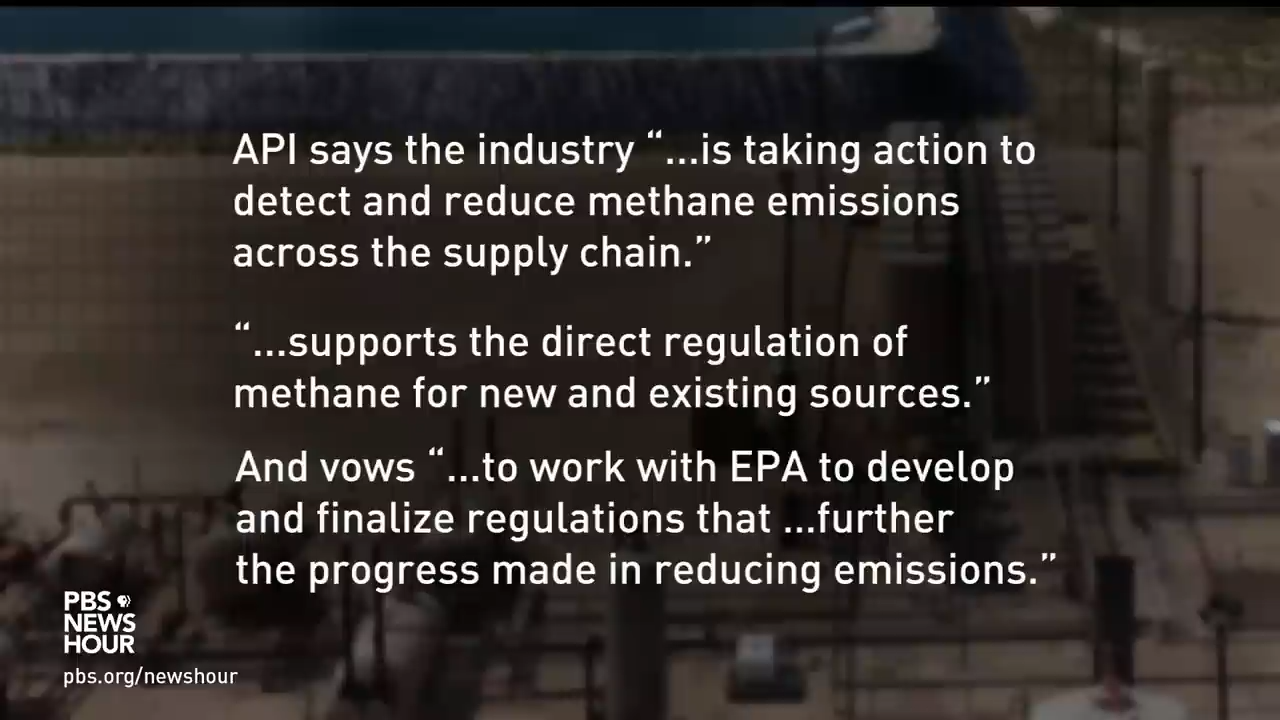 API says the industry “...is taking action to
detect and reduce methane emissions
across the supply chain.”
“...supports the direct regulation of
methane for new and existing sources.”
And vows “...to work with EPA to develop
and finalize regulations that ...further
the progress made in reducing emissions.”
PBS
NEWS
HOUR
pbs.org/newshour